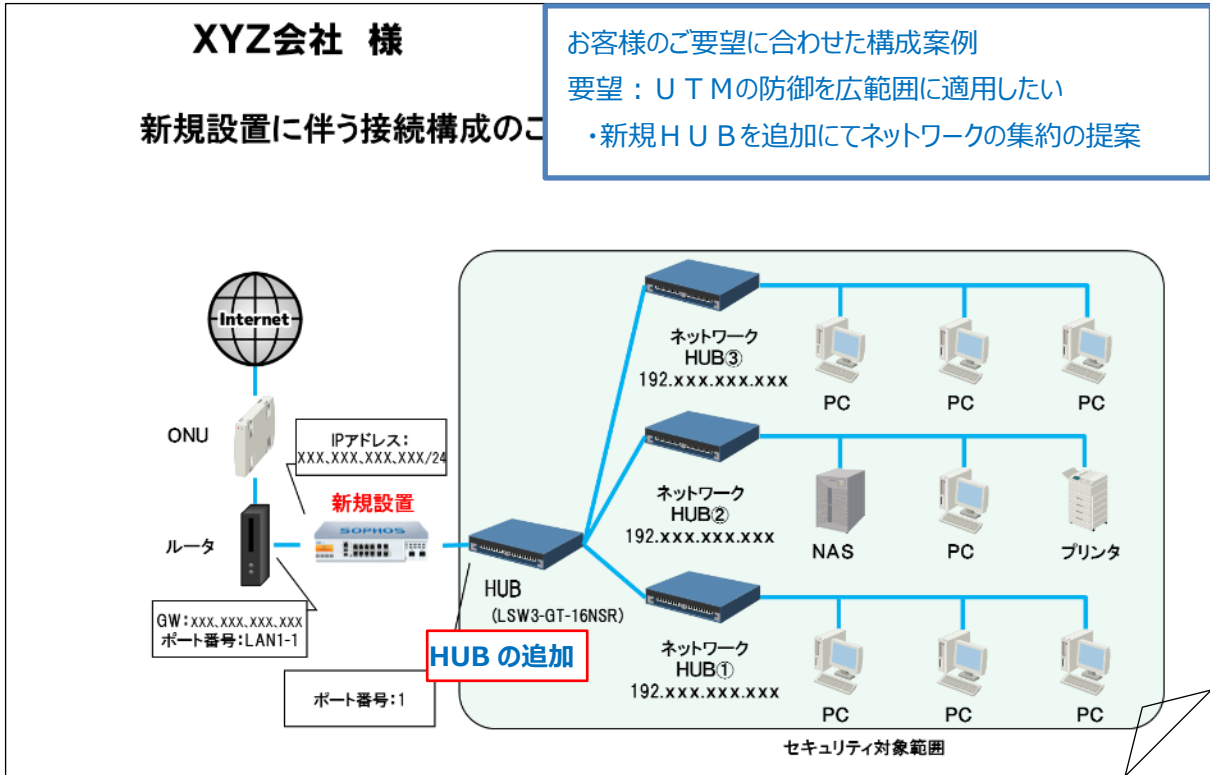 XYZ会社 様
新規設置に伴う接続構成のこ
お客様のご要望に合わせた構成案例
要望：ＵＴＭの防御を広範囲に適用したい
・新規ＨＵＢを追加にてネットワークの集約の提案
Internet
ONU
IPアドレス：
XXX、XXX、XXX、XXX/24
新規設置
SOPHOS
ルータ
GW：xxx、xxx、xxx、xxx
ポート番号：LAN1-1
ポート番号：1
HUB
(LSW3-GT-16NSR)
HUB の追加
ネットワーク
HUB③
192.xxx.xxx.xxx
PC
PC
PC
ネットワーク
HUB②
192.xxx.xxx.xxx
NAS
PC
プリンタ
ネットワーク
HUB①
192.xxx.xxx.xxx
PC
PC
PC
セキュリティ対象範囲